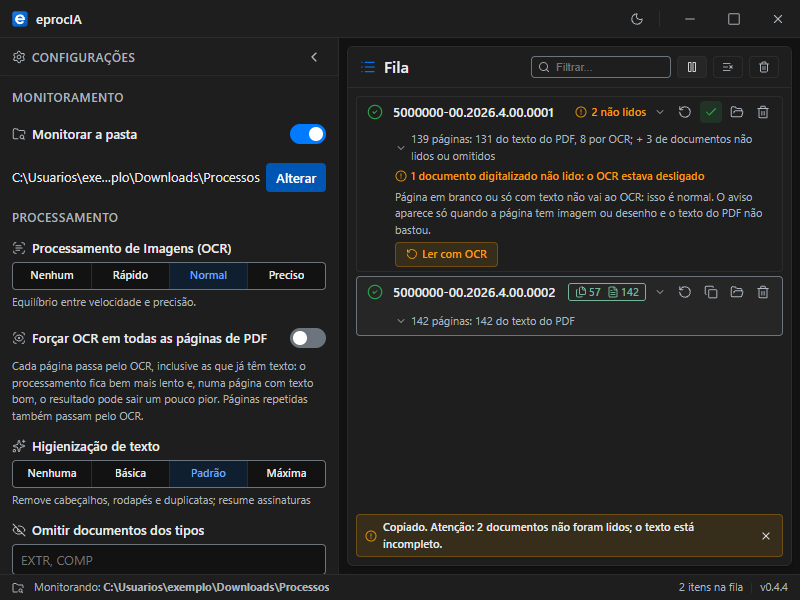 eprocIA
CONFIGURAÇÕES
MONITORAMENTO
Monitorar a pasta
C:\Usuarios\exe...plo\Downloads\Processos
Alterar
PROCESSAMENTO
Processamento de Imagens (OCR)
Nenhum Rápido Normal Preciso
Equilíbrio entre velocidade e precisão.
Forçar OCR em todas as páginas de PDF
Cada página passa pelo OCR, inclusive as que já têm texto: o
processamento fica bem mais lento e, numa página com texto
bom, o resultado pode sair um pouco pior. Páginas repetidas
também passam pelo OCR.
Higienização de texto
Nenhuma Básica Padrão Máxima
Remove cabeçalhos, rodapés e duplicatas; resume assinaturas
Omitir documentos dos tipos
EXTR, COMP
Fila
Filtrar...
5000000-00.2026.4.00.0001 2 não lidos
139 páginas: 131 do texto do PDF, 8 por OCR; + 3 de documentos não
lidos ou omitidos
1 documento digitalizado não lido: o OCR estava desligado
Página em branco ou só com texto não vai ao OCR: isso é normal. O aviso
aparece só quando a página tem imagem ou desenho e o texto do PDF não
bastou.
Ler com OCR
5000000-00.2026.4.00.0002 57 142
142 páginas: 142 do texto do PDF
Copiado. Atenção: 2 documentos não foram lidos; o texto está
incompleto.
Monitorando: C:\Usuarios\exemplo\Downloads\Processos
2 itens na fila v0.4.4